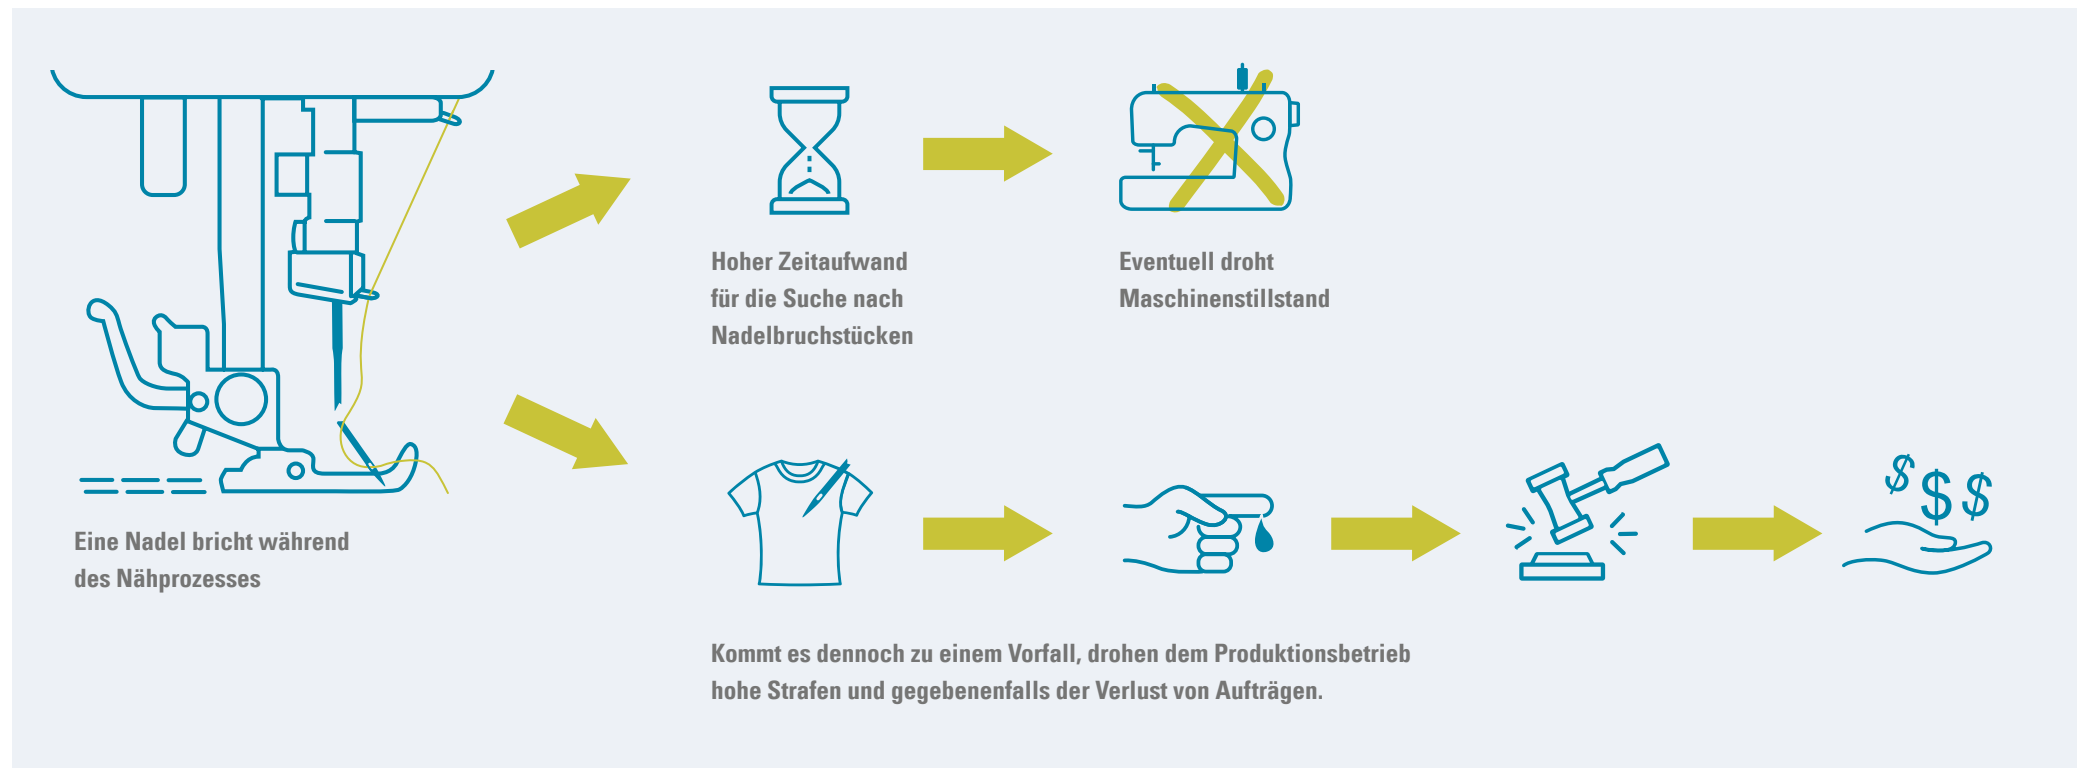 Hoher Zeitaufwand
für die Suche nach
Nadelbruchstücken
Eventuell droht
Maschinenstillstand
Eine Nadel bricht während
des Nähprozesses
$ $ $
Kommt es dennoch zu einem Vorfall, drohen dem Produktionsbetrieb
hohe Strafen und gegebenenfalls der Verlust von Aufträgen.